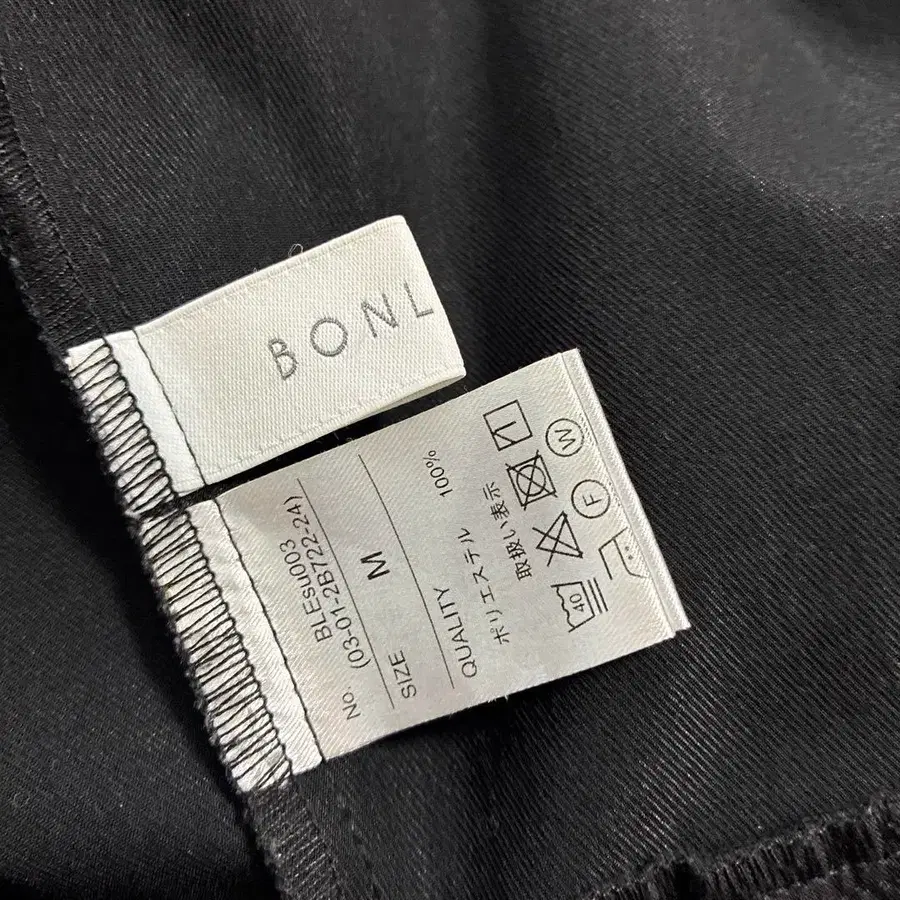 BONL
No. BLEsu003
(03-01-2B722-24)
SIZE M
QUALITY
ポリエステル 100%
取扱い表示
40
F
W